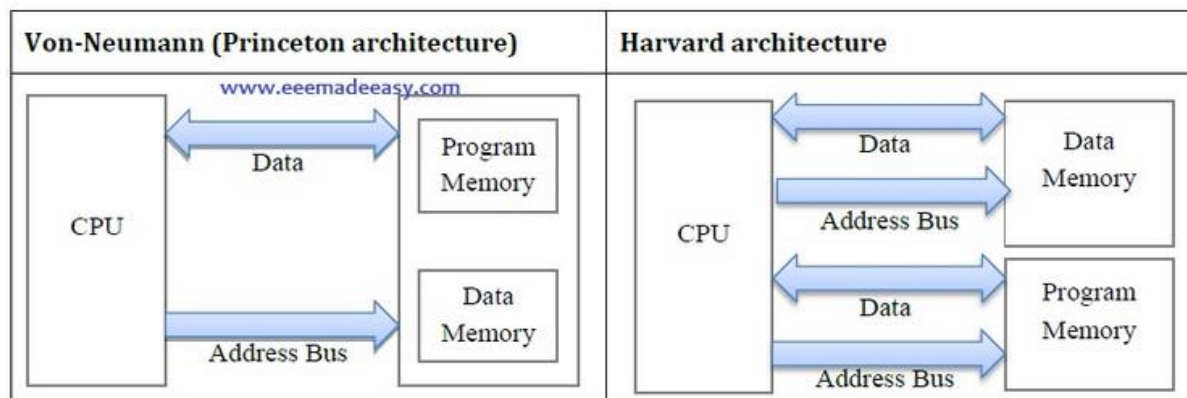 Von-Neumann (Princeton architecture)
Harvard architecture
www.eeemadeeasy.com
CPU
Data
Address Bus
Program
Memory
Data
Memory
CPU
Data
Address Bus
Data
Address Bus
Data
Memory
Program
Memory